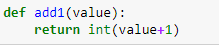 def add1(value):
    return int(value+1)